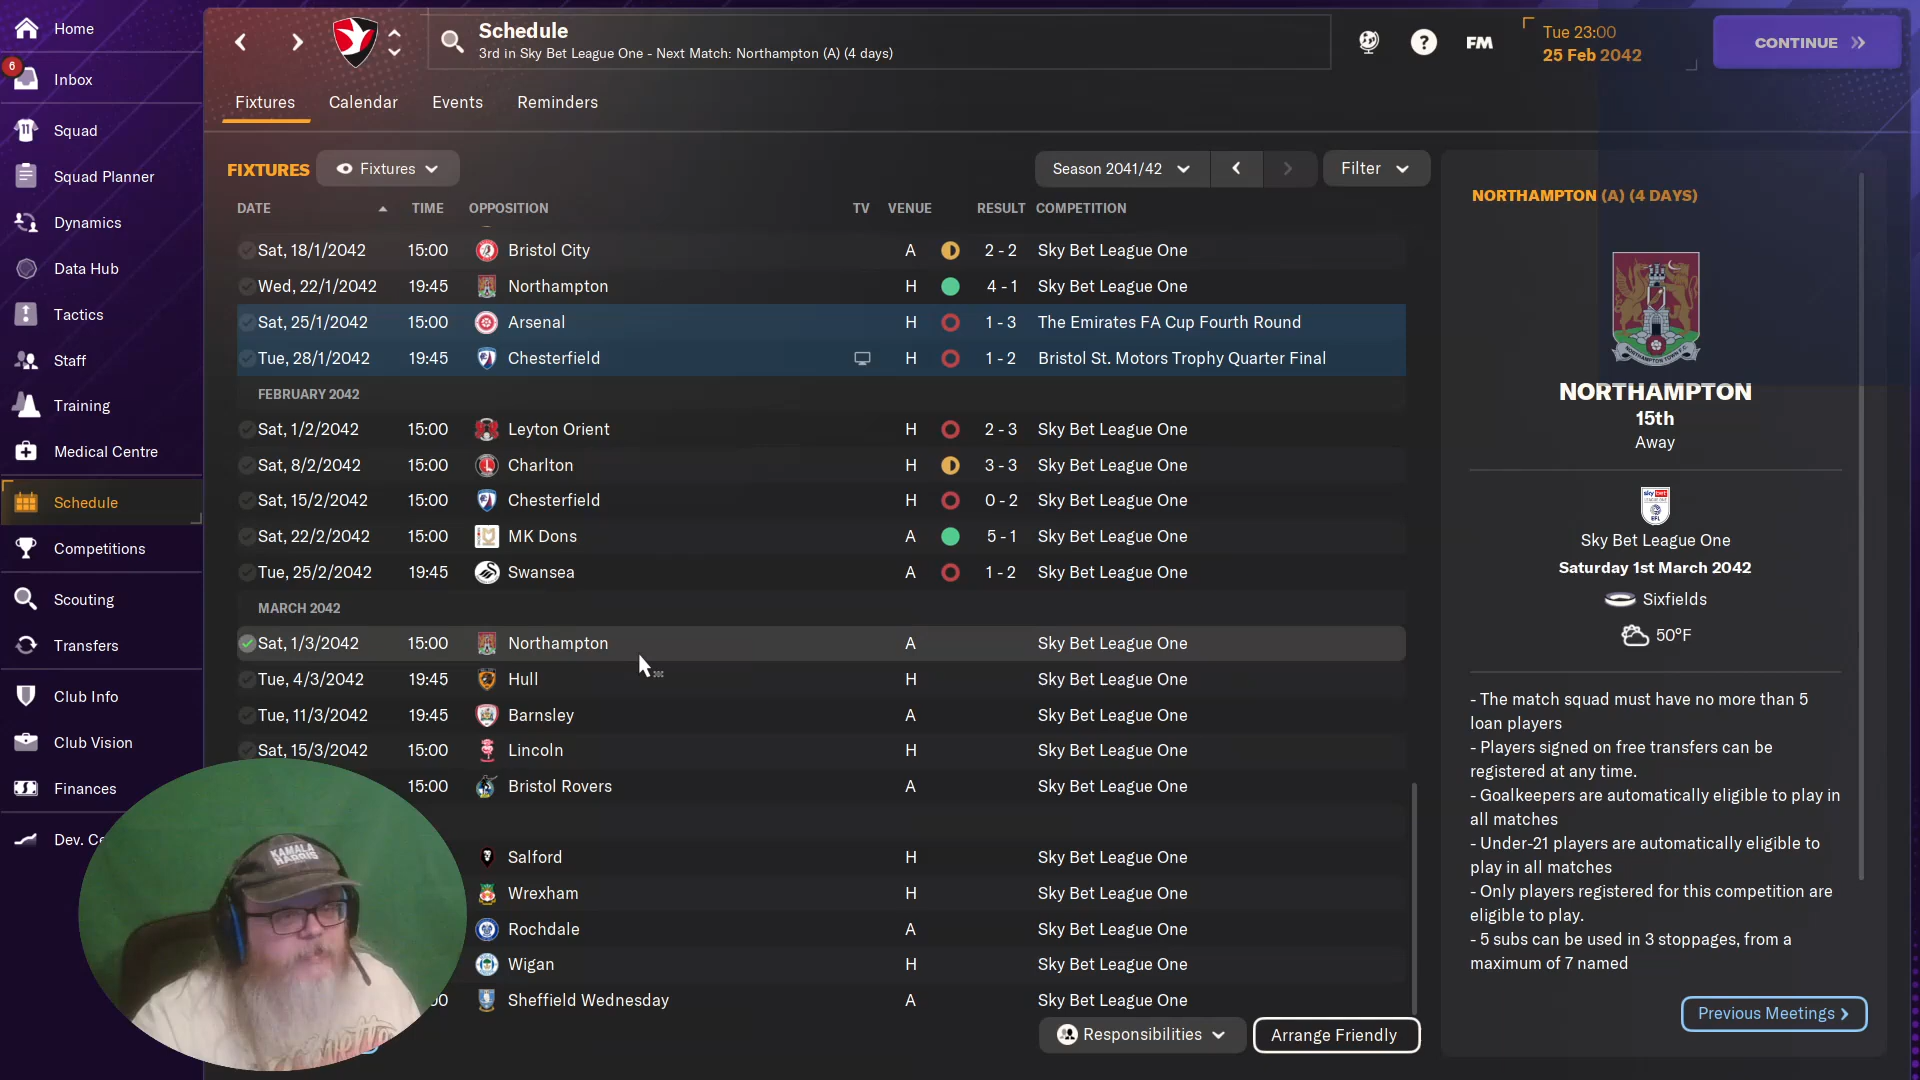 Home
6
Inbox
Squad
Squad Planner
Dynamics
Data Hub
Tactics
Staff
Training
Medical Centre
Schedule
Competitions
Scouting
Transfers
Club Info
Club Vision
Finances
Dev. Ce
Schedule
3rd in Sky Bet League One - Next Match: Northampton (A) (4 days)
?
FM
Tue 23:00
25 Feb 2042
CONTINUE
Fixtures Calendar Events Reminders
FIXTURES Fixtures Season 2041/42 Filter
DATE TIME OPPOSITION TV VENUE RESULT COMPETITION
Sat, 18/1/2042 15:00 Bristol City A 2 - 2 Sky Bet League One
Wed, 22/1/2042 19:45 Northampton H 4 - 1 Sky Bet League One
Sat, 25/1/2042 15:00 Arsenal H 1 - 3 The Emirates FA Cup Fourth Round
Tue, 28/1/2042 19:45 Chesterfield H 1 - 2 Bristol St. Motors Trophy Quarter Final
FEBRUARY 2042
Sat, 1/2/2042 15:00 Leyton Orient H 2 - 3 Sky Bet League One
Sat, 8/2/2042 15:00 Charlton H 3 - 3 Sky Bet League One
Sat, 15/2/2042 15:00 Chesterfield H 0 - 2 Sky Bet League One
Sat, 22/2/2042 15:00 MK Dons A 5 - 1 Sky Bet League One
Tue, 25/2/2042 19:45 Swansea A 1 - 2 Sky Bet League One
MARCH 2042
Sat, 1/3/2042 15:00 Northampton A Sky Bet League One
Tue, 4/3/2042 19:45 Hull H Sky Bet League One
Tue, 11/3/2042 19:45 Barnsley A Sky Bet League One
Sat, 15/3/2042 15:00 Lincoln H Sky Bet League One
15:00 Bristol Rovers A Sky Bet League One
Salford H Sky Bet League One
Wrexham H Sky Bet League One
Rochdale A Sky Bet League One
Wigan H Sky Bet League One
Sheffield Wednesday A Sky Bet League One
Responsibilities Arrange Friendly
KAMALA
HARRIS
NORTHAMPTON (A) (4 DAYS)
NORTHAMPTON
15th
Away
sky bet
EFL
Sky Bet League One
Saturday 1st March 2042
Sixfields
50°F
- The match squad must have no more than 5
loan players
- Players signed on free transfers can be
registered at any time.
- Goalkeepers are automatically eligible to play in
all matches
- Under-21 players are automatically eligible to
play in all matches
- Only players registered for this competition are
eligible to play.
- 5 subs can be used in 3 stoppages, from a
maximum of 7 named
Previous Meetings